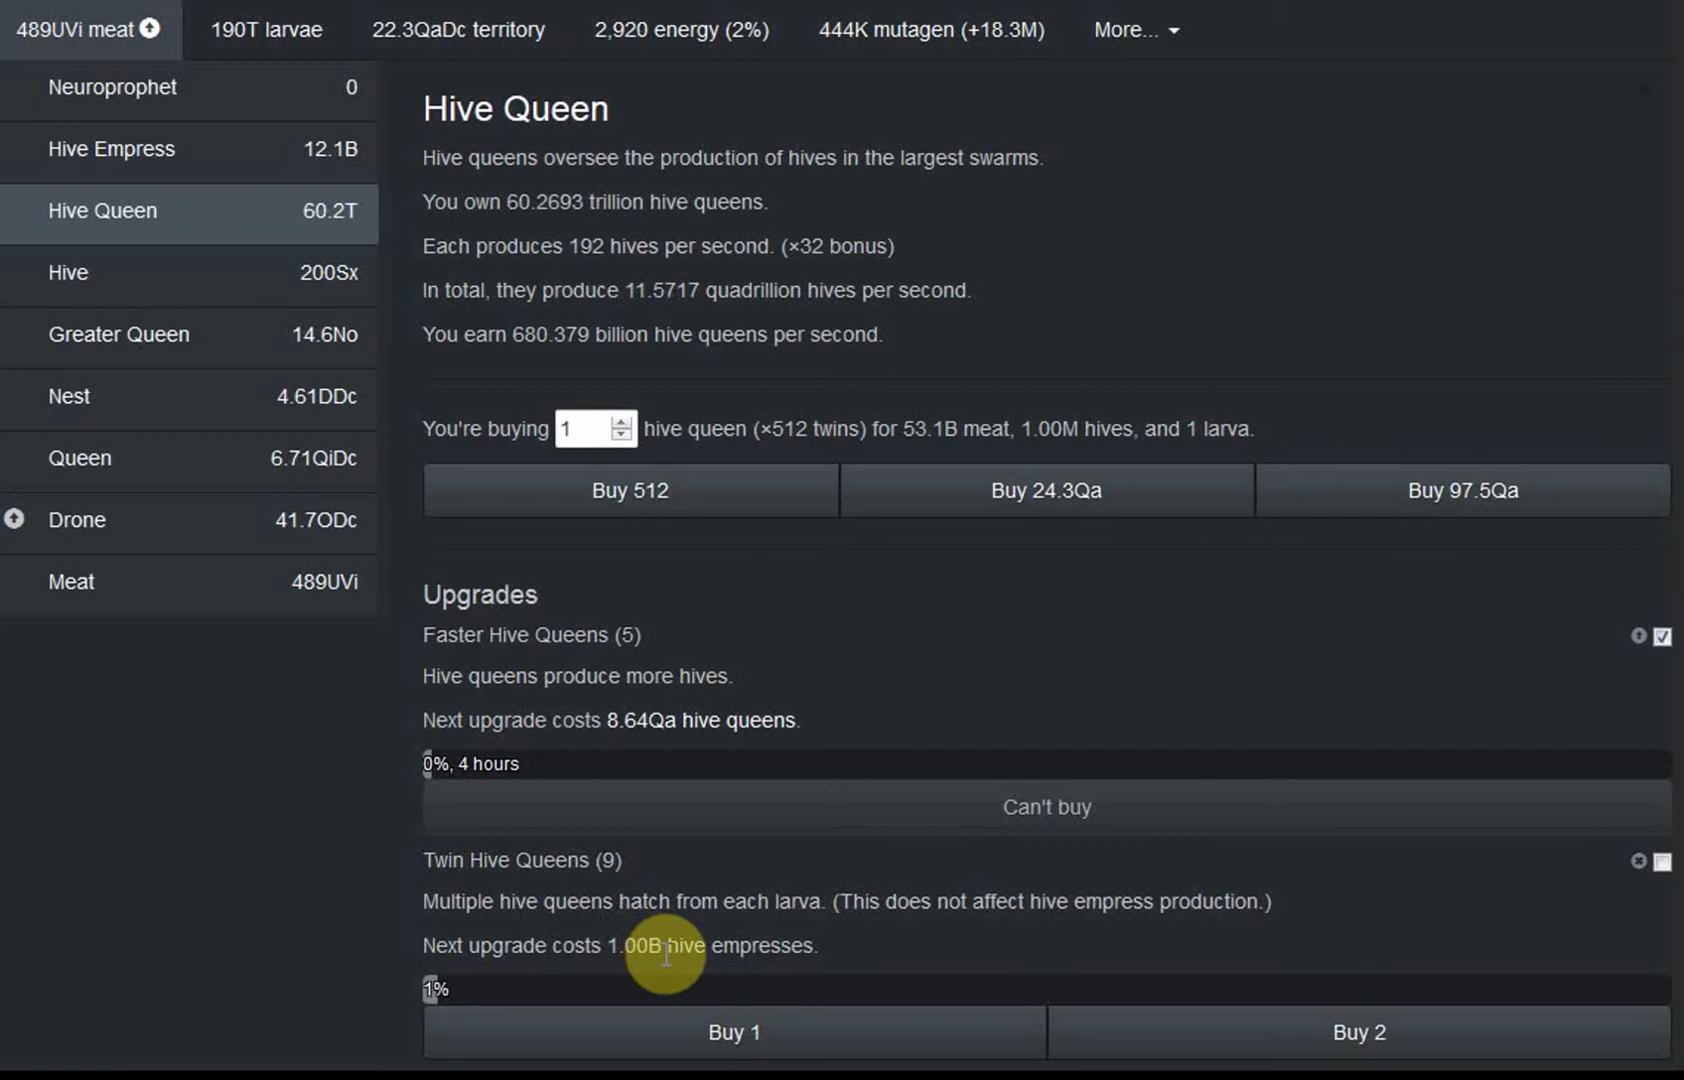 489UVi meat 190T larvae 22.3QaDc territory 2,920 energy (2%) 444K mutagen (+18.3M) More...
Neuroprophet 0
Hive Empress 12.1B
Hive Queen 60.2T
Hive 200Sx
Greater Queen 14.6No
Nest 4.61DDc
Queen 6.71QiDc
Drone 41.7ODc
Meat 489UVi
Hive Queen
Hive queens oversee the production of hives in the largest swarms.
You own 60.2693 trillion hive queens.
Each produces 192 hives per second. (×32 bonus)
In total, they produce 11.5717 quadrillion hives per second.
You earn 680.379 billion hive queens per second.
You're buying 1 hive queen (×512 twins) for 53.1B meat, 1.00M hives, and 1 larva.
Buy 512 Buy 24.3Qa Buy 97.5Qa
Upgrades
Faster Hive Queens (5)
Hive queens produce more hives.
Next upgrade costs 8.64Qa hive queens.
0%, 4 hours
Can't buy
Twin Hive Queens (9)
Multiple hive queens hatch from each larva. (This does not affect hive empress production.)
Next upgrade costs 1.00B hive empresses.
1%
Buy 1 Buy 2